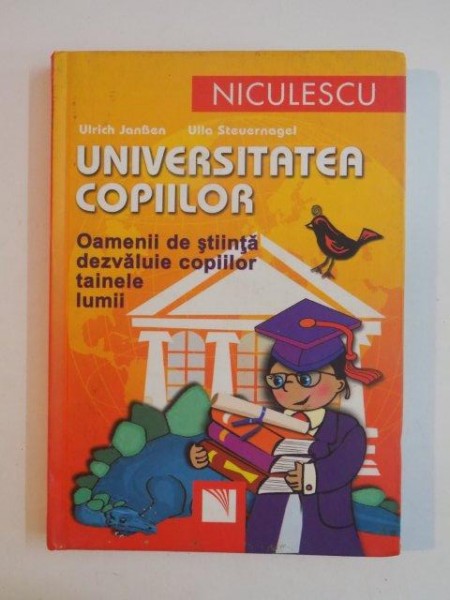 NICULESCU
Ulrich Janßen Ulla Steuernagel
UNIVERSITATEA
COPIILOR
Oamenii de ştiinţă
dezvăluie copiilor
tainele
lumii